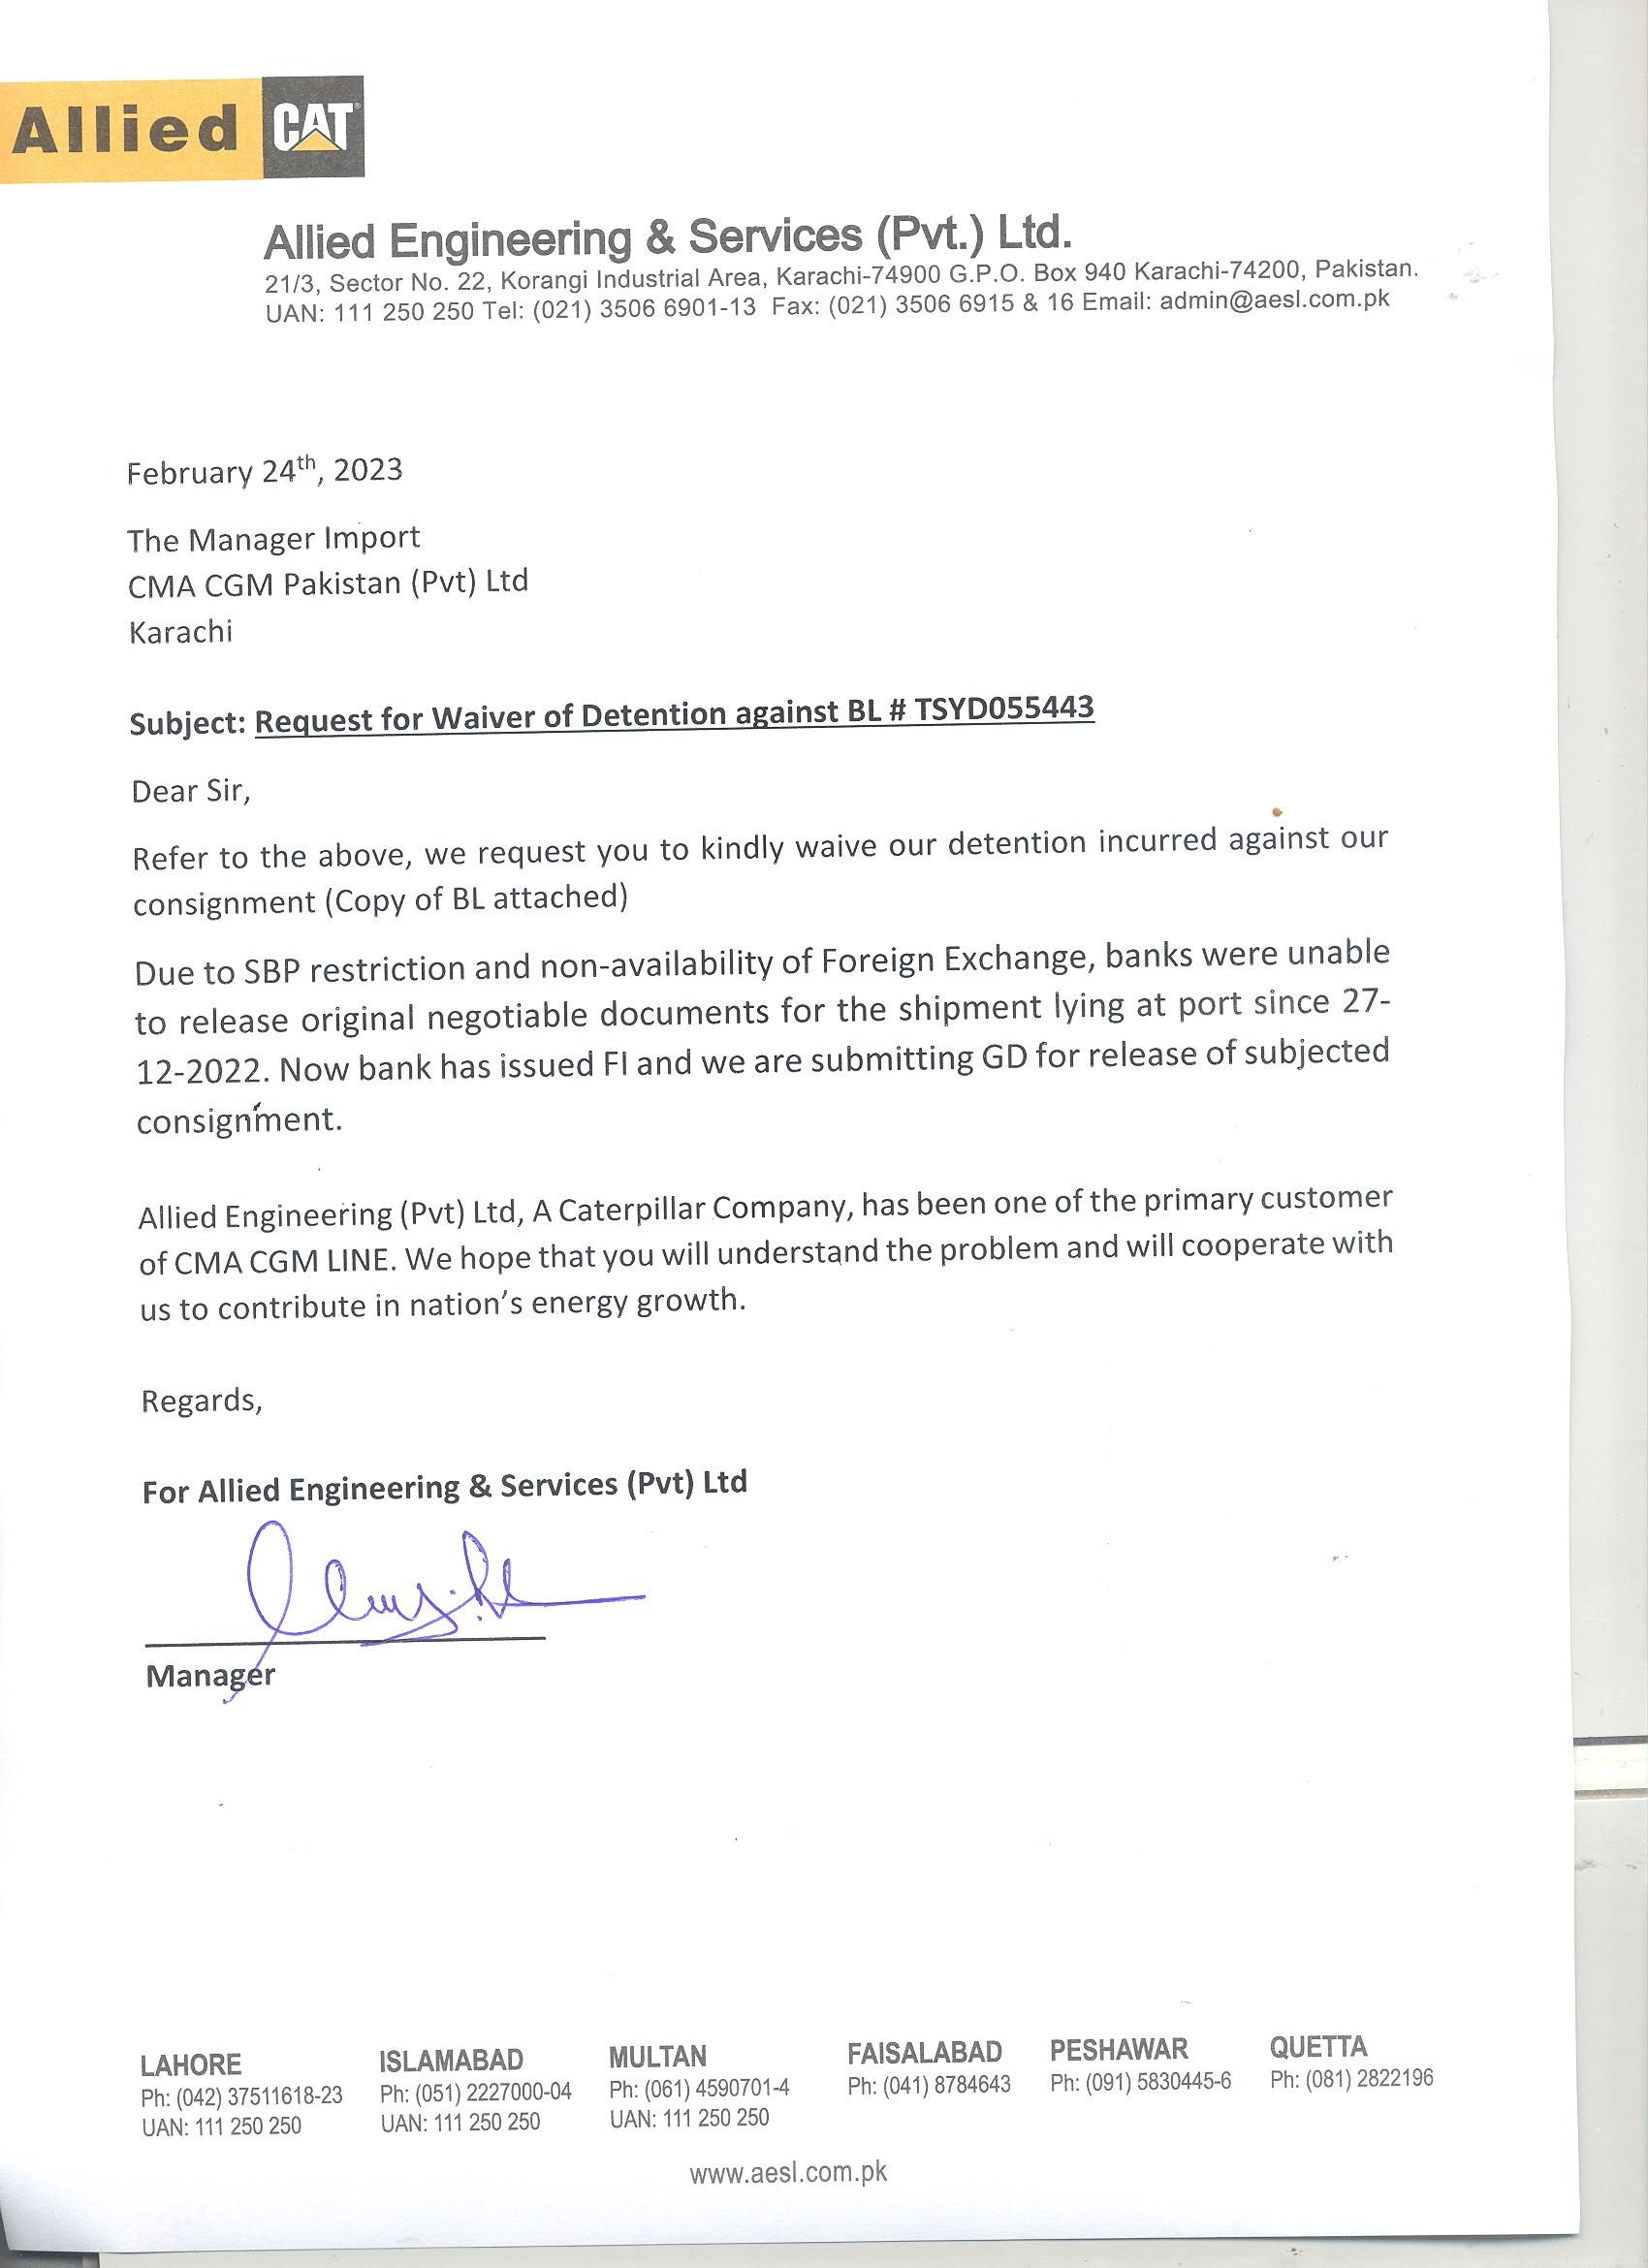 Allied CAT®
Allied Engineering & Services (Pvt.) Ltd.
21/3, Sector No. 22, Korangi Industrial Area, Karachi-74900 G.P.O. Box 940 Karachi-74200, Pakistan.
UAN: 111 250 250 Tel: (021) 3506 6901-13 Fax: (021) 3506 6915 & 16 Email: admin@aesl.com.pk
February 24th, 2023
The Manager Import
CMA CGM Pakistan (Pvt) Ltd
Karachi
Subject: Request for Waiver of Detention against BL # TSYD055443
Dear Sir,
Refer to the above, we request you to kindly waive our detention incurred against our
consignment (Copy of BL attached)
Due to SBP restriction and non-availability of Foreign Exchange, banks were unable
to release original negotiable documents for the shipment lying at port since 27-
12-2022. Now bank has issued FI and we are submitting GD for release of subjected
consignment.
Allied Engineering (Pvt) Ltd, A Caterpillar Company, has been one of the primary customer
of CMA CGM LINE. We hope that you will understand the problem and will cooperate with
us to contribute in nation's energy growth.
Regards,
For Allied Engineering & Services (Pvt) Ltd
Manager
LAHORE ISLAMABAD MULTAN FAISALABAD PESHAWAR QUETTA
Ph: (042) 37511618-23 Ph: (051) 2227000-04 Ph: (061) 4590701-4 Ph: (041) 8784643 Ph: (091) 5830445-6 Ph: (081) 2822196
UAN: 111 250 250 UAN: 111 250 250 UAN: 111 250 250
www.aesl.com.pk